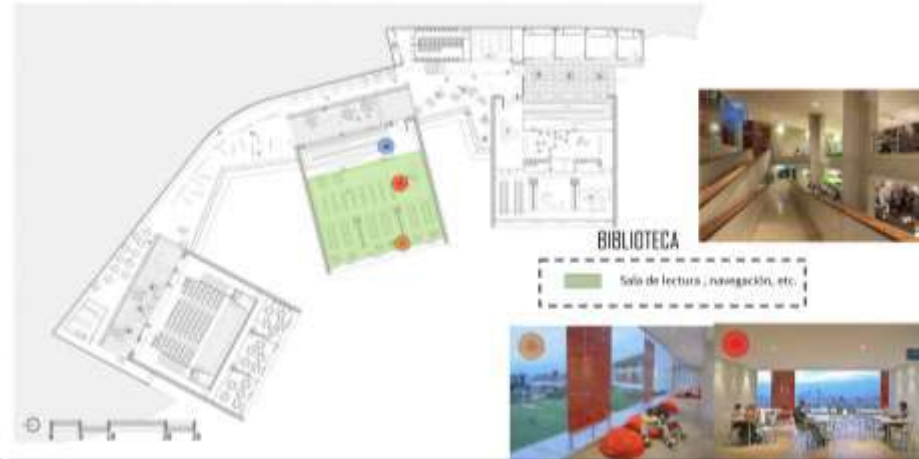 BIBLIOTECA
Sala de lectura , navegación, etc.